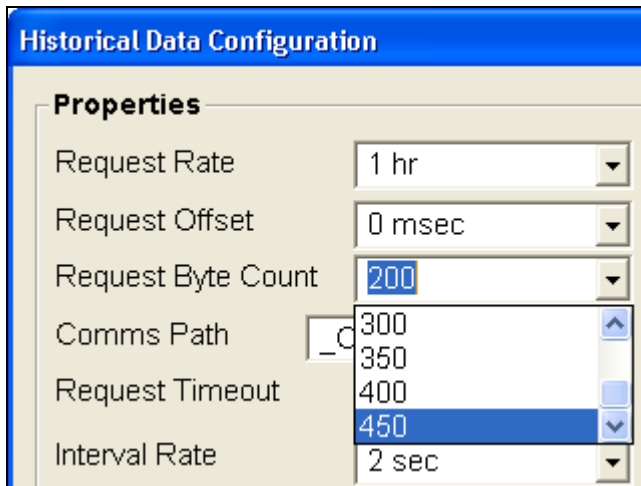 Historical Data Configuration
Properties
Request Rate 1 hr
Request Offset 0 msec
Request Byte Count 200
300
Comms Path _C
350
Request Timeout 400
450
Interval Rate 2 sec